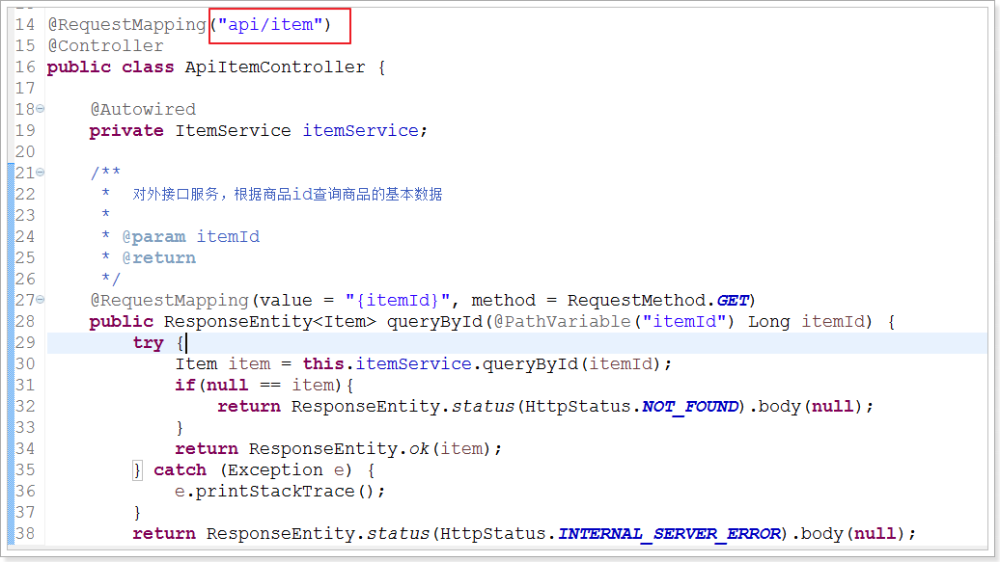 14 @RequestMapping("api/item")
15 @Controller
16 public class ApiItemController {
17
18     @Autowired
19     private ItemService itemService;
20
21     /**
22      *  对外接口服务，根据商品id查询商品的基本数据
23      *
24      * @param itemId
25      * @return
26      */
27     @RequestMapping(value = "{itemId}", method = RequestMethod.GET)
28     public ResponseEntity<Item> queryById(@PathVariable("itemId") Long itemId) {
29         try {
30             Item item = this.itemService.queryById(itemId);
31             if(null == item){
32                 return ResponseEntity.status(HttpStatus.NOT_FOUND).body(null);
33             }
34             return ResponseEntity.ok(item);
35         } catch (Exception e) {
36             e.printStackTrace();
37         }
38         return ResponseEntity.status(HttpStatus.INTERNAL_SERVER_ERROR).body(null);